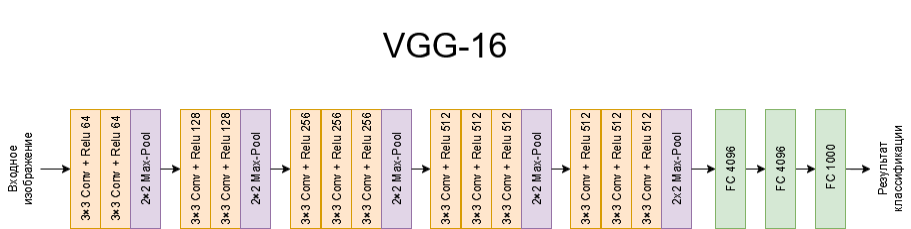 VGG-16
Входное
изображение
3×3 Conv + Relu 64
3×3 Conv + Relu 64
2×2 Max-Pool
3×3 Conv + Relu 128
3×3 Conv + Relu 128
2×2 Max-Pool
3×3 Conv + Relu 256
3×3 Conv + Relu 256
3×3 Conv + Relu 256
2×2 Max-Pool
3×3 Conv + Relu 512
3×3 Conv + Relu 512
3×3 Conv + Relu 512
2×2 Max-Pool
3×3 Conv + Relu 512
3×3 Conv + Relu 512
3×3 Conv + Relu 512
2x2 Max-Pool
FC 4096
FC 4096
FC 1000
Результат
классификации